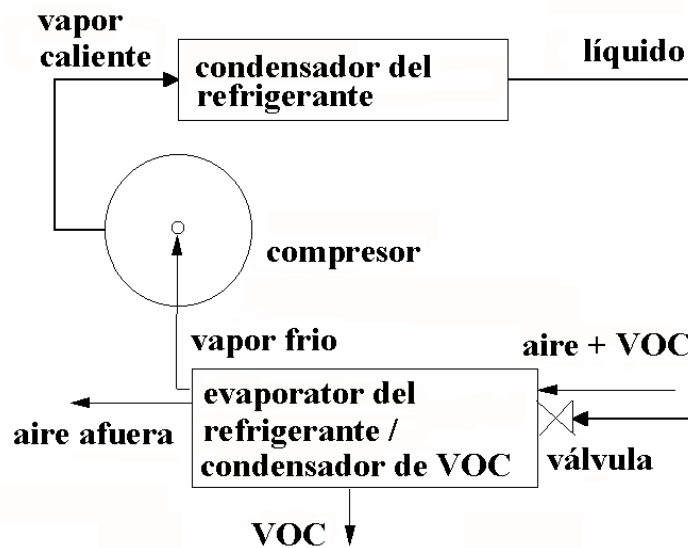 vapor
caliente
condensador del
refrigerante
líquido
compresor
vapor frio
aire + VOC
evaporator del
refrigerante /
condensador de VOC
aire afuera
válvula
VOC